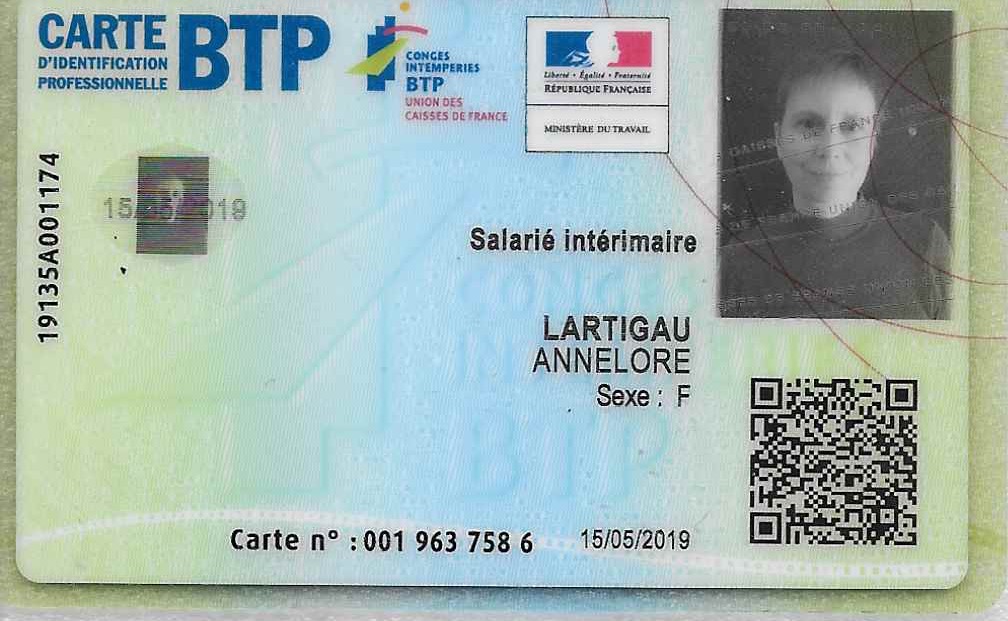 CARTE
D'IDENTIFICATION
PROFESSIONNELLE
BTP
CONGES
INTEMPERIES
BTP
UNION DES
CAISSES DE FRANCE
Liberté • Égalité • Fraternité
RÉPUBLIQUE FRANÇAISE
MINISTÈRE DU TRAVAIL
19135A001174
15/05/2019
Salarié intérimaire
LARTIGAU
ANNELORE
Sexe : F
CONGES
BTP
Carte n° : 001 963 758 6
15/05/2019